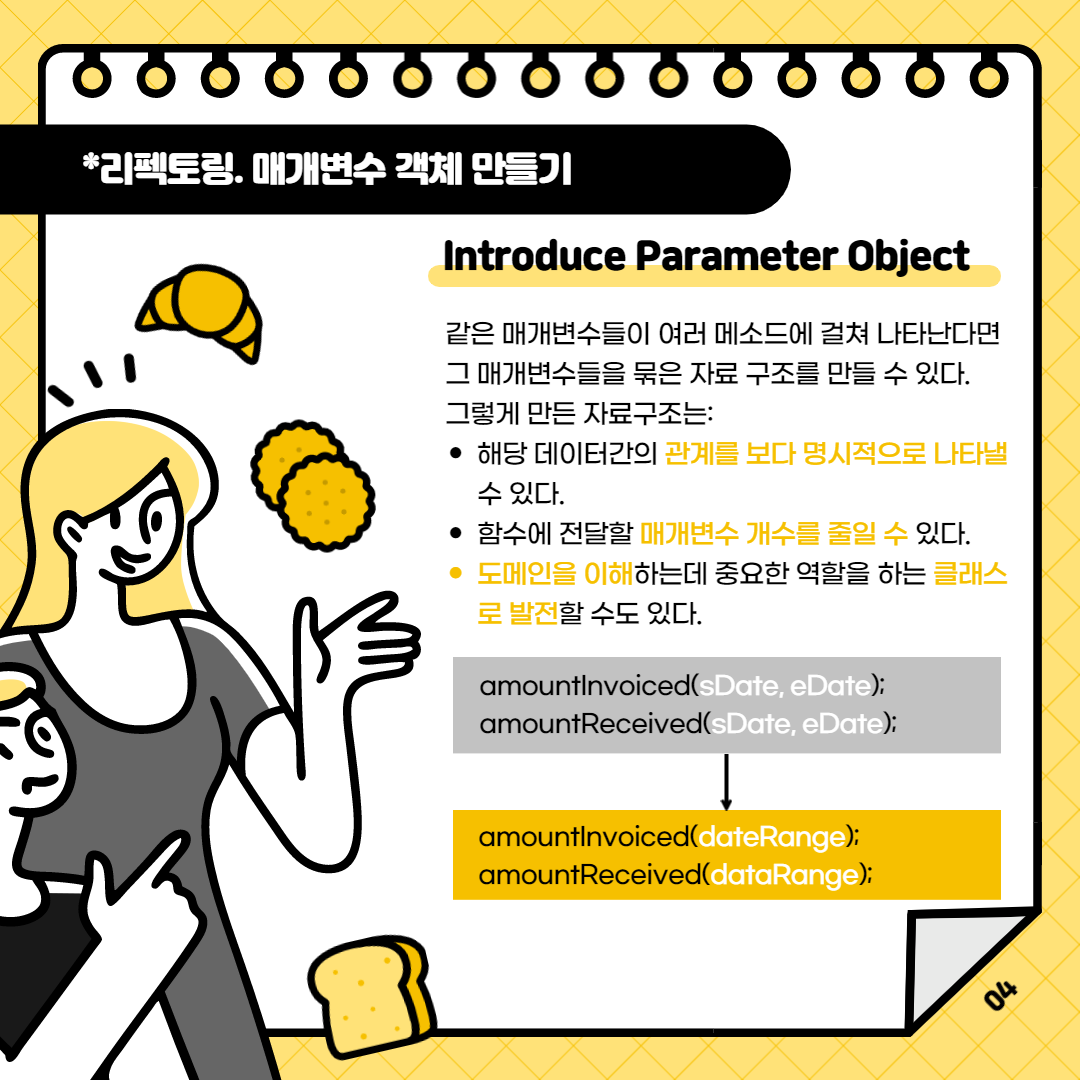 *리펙토링. 매개변수 객체 만들기
Introduce Parameter Object
같은 매개변수들이 여러 메소드에 걸쳐 나타난다면
그 매개변수들을 묶은 자료 구조를 만들 수 있다.
그렇게 만든 자료구조는:
• 해당 데이터간의 관계를 보다 명시적으로 나타낼
수 있다.
• 함수에 전달할 매개변수 개수를 줄일 수 있다.
• 도메인을 이해하는데 중요한 역할을 하는 클래스
로 발전할 수도 있다.
amountInvoiced(sDate, eDate);
amountReceived(sDate, eDate);
amountInvoiced(dateRange);
amountReceived(dataRange);
04